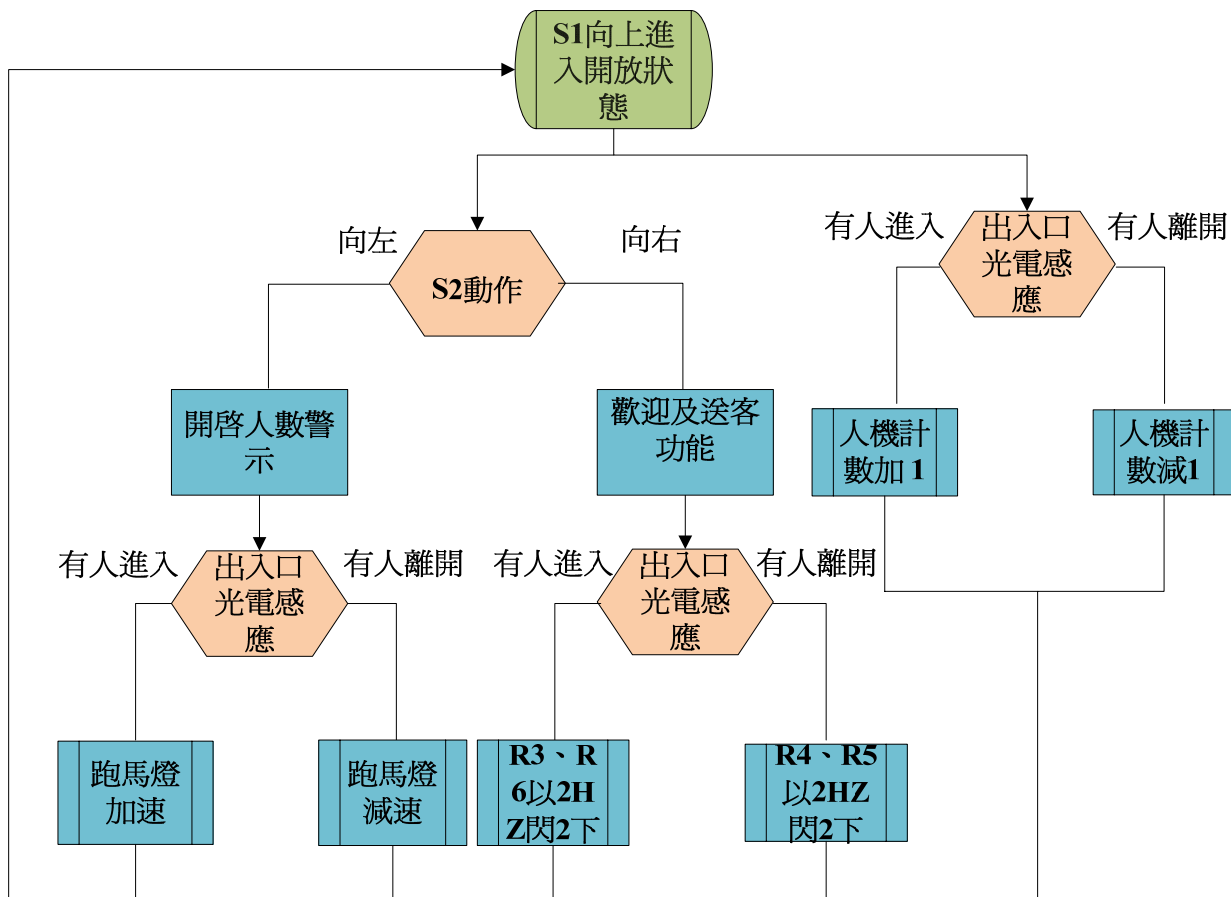 S1向上進
入開放狀
態
向左
向右
S2動作
有人進入
出入口
光電感
應
有人離開
開啓人數警
示
歡迎及送客
功能
人機計
數加 1
人機計
數減1
有人進入
出入口
光電感
應
有人離開
有人進入
出入口
光電感
應
有人離開
跑馬燈
加速
跑馬燈
減速
R3、R
6以2H
Z閃2下
R4、R5
以2HZ
閃2下